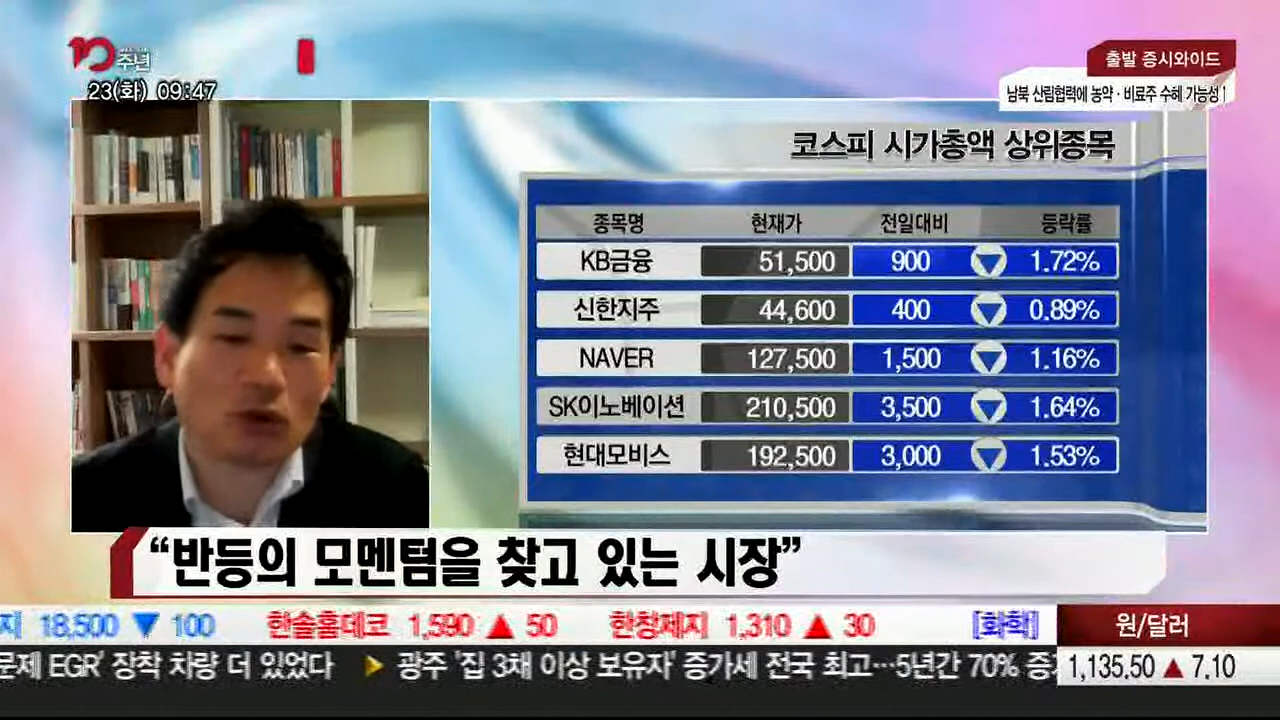 10주년
23(화) 09:47
출발 증시와이드
남북 산림협력에 농약·비료주 수혜 가능성
코스피 시가총액 상위종목
종목명 현재가 전일대비 등락률
KB금융 51,500 900 ▽ 1.72%
신한지주 44,600 400 ▽ 0.89%
NAVER 127,500 1,500 ▽ 1.16%
SK이노베이션 210,500 3,500 ▽ 1.64%
현대모비스 192,500 3,000 ▽ 1.53%
“반등의 모멘텀을 찾고 있는 시장”
지 18,500 ▼ 100 한솔홈데코 1,590 ▲ 50 한창제지 1,310 ▲ 30 [화학]
원/달러
문제 EGR' 장착 차량 더 있었다 ▶ 광주 '집 3채 이상 보유자' 증가세 전국 최고…5년간 70% 증
1,135.50 ▲ 7.10